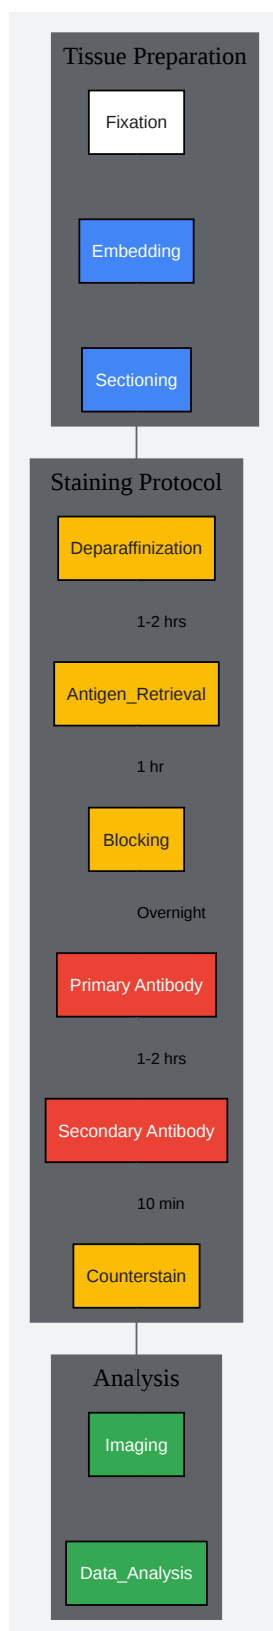 Tissue Preparation
Fixation
Embedding
Sectioning
Staining Protocol
Deparaffinization
1-2 hrs
Antigen_Retrieval
1 hr
Blocking
Overnight
Primary Antibody
1-2 hrs
Secondary Antibody
10 min
Counterstain
Analysis
Imaging
Data_Analysis